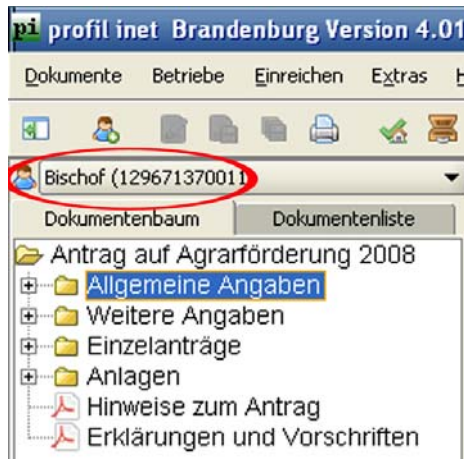 pi profil inet Brandenburg Version 4.01
Dokumente Betriebe Einreichen Extras H
Bischof (129671370011)
Dokumentenbaum Dokumentenliste
Antrag auf Agrarförderung 2008
Allgemeine Angaben
Weitere Angaben
Einzelanträge
Anlagen
Hinweise zum Antrag
Erklärungen und Vorschriften